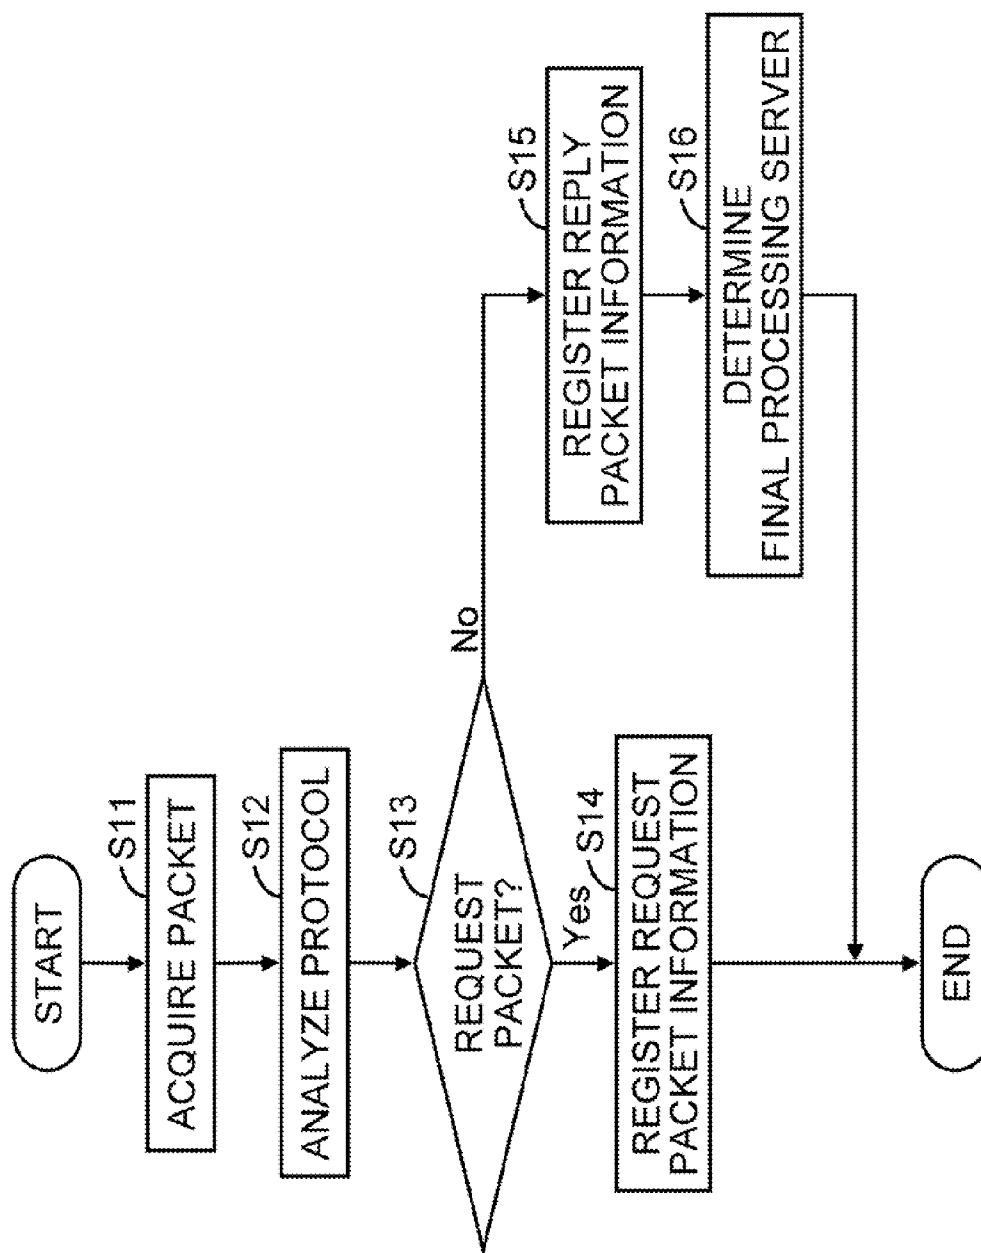 START
S11
ACQUIRE PACKET
S12
ANALYZE PROTOCOL
S13
REQUEST
PACKET?
No
Yes
S14
REGISTER REQUEST
PACKET INFORMATION
S15
REGISTER REPLY
PACKET INFORMATION
S16
DETERMINE
FINAL PROCESSING SERVER
END